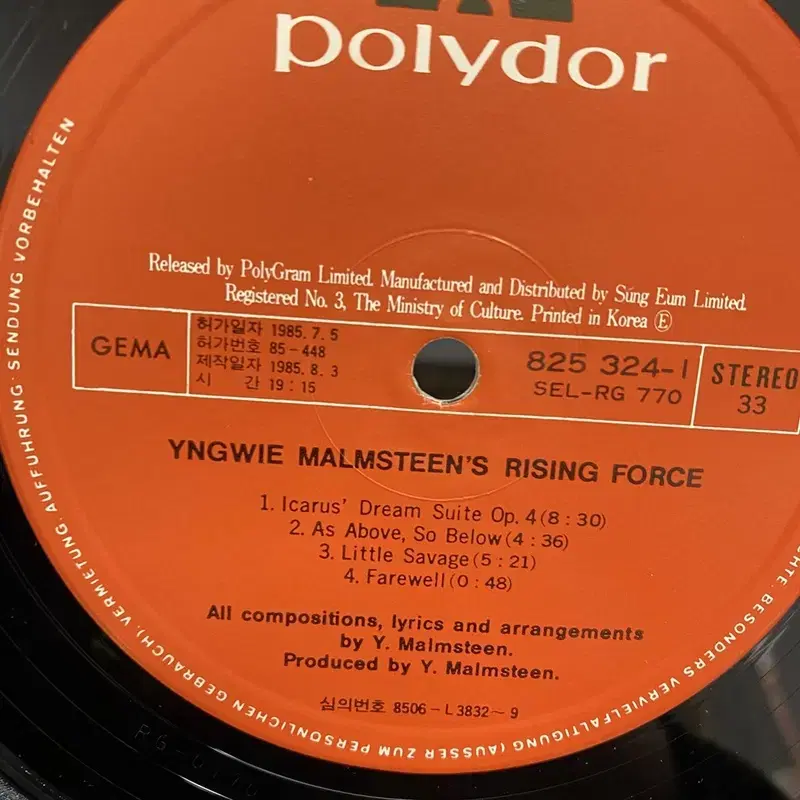 polydor
Released by PolyGram Limited. Manufactured and Distributed by Sung Eum Limited.
Registered No. 3, The Ministry of Culture. Printed in Korea Ⓔ
GEMA
허가일자 1985. 7. 5
허가번호 85-448
제작일자 1985. 8. 3
시 간 19 : 15
825 324-1
SEL-RG 770
STEREO
33
YNGWIE MALMSTEEN'S RISING FORCE
1. Icarus' Dream Suite Op. 4 (8 : 30)
2. As Above, So Below (4 : 36)
3. Little Savage (5 : 21)
4. Farewell (0 : 48)
All compositions, lyrics and arrangements
by Y. Malmsteen.
Produced by Y. Malmsteen.
심의번호 8506-L3832~9
BESONDERS VERVIELFÄLTIGUNG (AUSSER ZUM PERSÖNLICHEN GEBRAUCH), VERMIETUNG, AUFFÜHRUNG, SENDUNG VORBEHALTEN